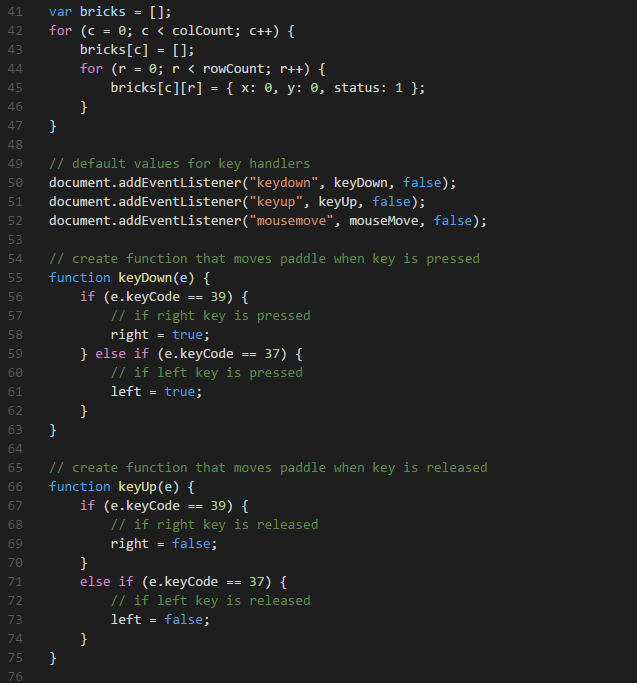 41 var bricks = [];
42 for (c = 0; c < colCount; c++) {
43     bricks[c] = [];
44     for (r = 0; r < rowCount; r++) {
45         bricks[c][r] = { x: 0, y: 0, status: 1 };
46     }
47 }
48
49 // default values for key handlers
50 document.addEventListener("keydown", keyDown, false);
51 document.addEventListener("keyup", keyUp, false);
52 document.addEventListener("mousemove", mouseMove, false);
53
54 // create function that moves paddle when key is pressed
55 function keyDown(e) {
56     if (e.keyCode == 39) {
57         // if right key is pressed
58         right = true;
59     } else if (e.keyCode == 37) {
60         // if left key is pressed
61         left = true;
62     }
63 }
64
65 // create function that moves paddle when key is released
66 function keyUp(e) {
67     if (e.keyCode == 39) {
68         // if right key is released
69         right = false;
70     }
71     else if (e.keyCode == 37) {
72         // if left key is released
73         left = false;
74     }
75 }
76